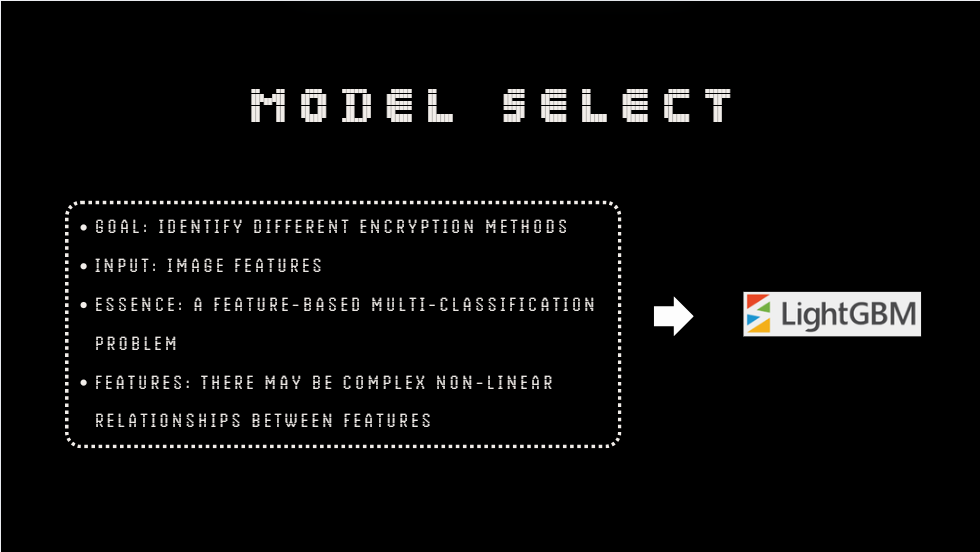 MODEL SELECT
• GOAL: IDENTIFY DIFFERENT ENCRYPTION METHODS
• INPUT: IMAGE FEATURES
• ESSENCE: A FEATURE-BASED MULTI-CLASSIFICATION
PROBLEM
• FEATURES: THERE MAY BE COMPLEX NON-LINEAR
RELATIONSHIPS BETWEEN FEATURES
LightGBM